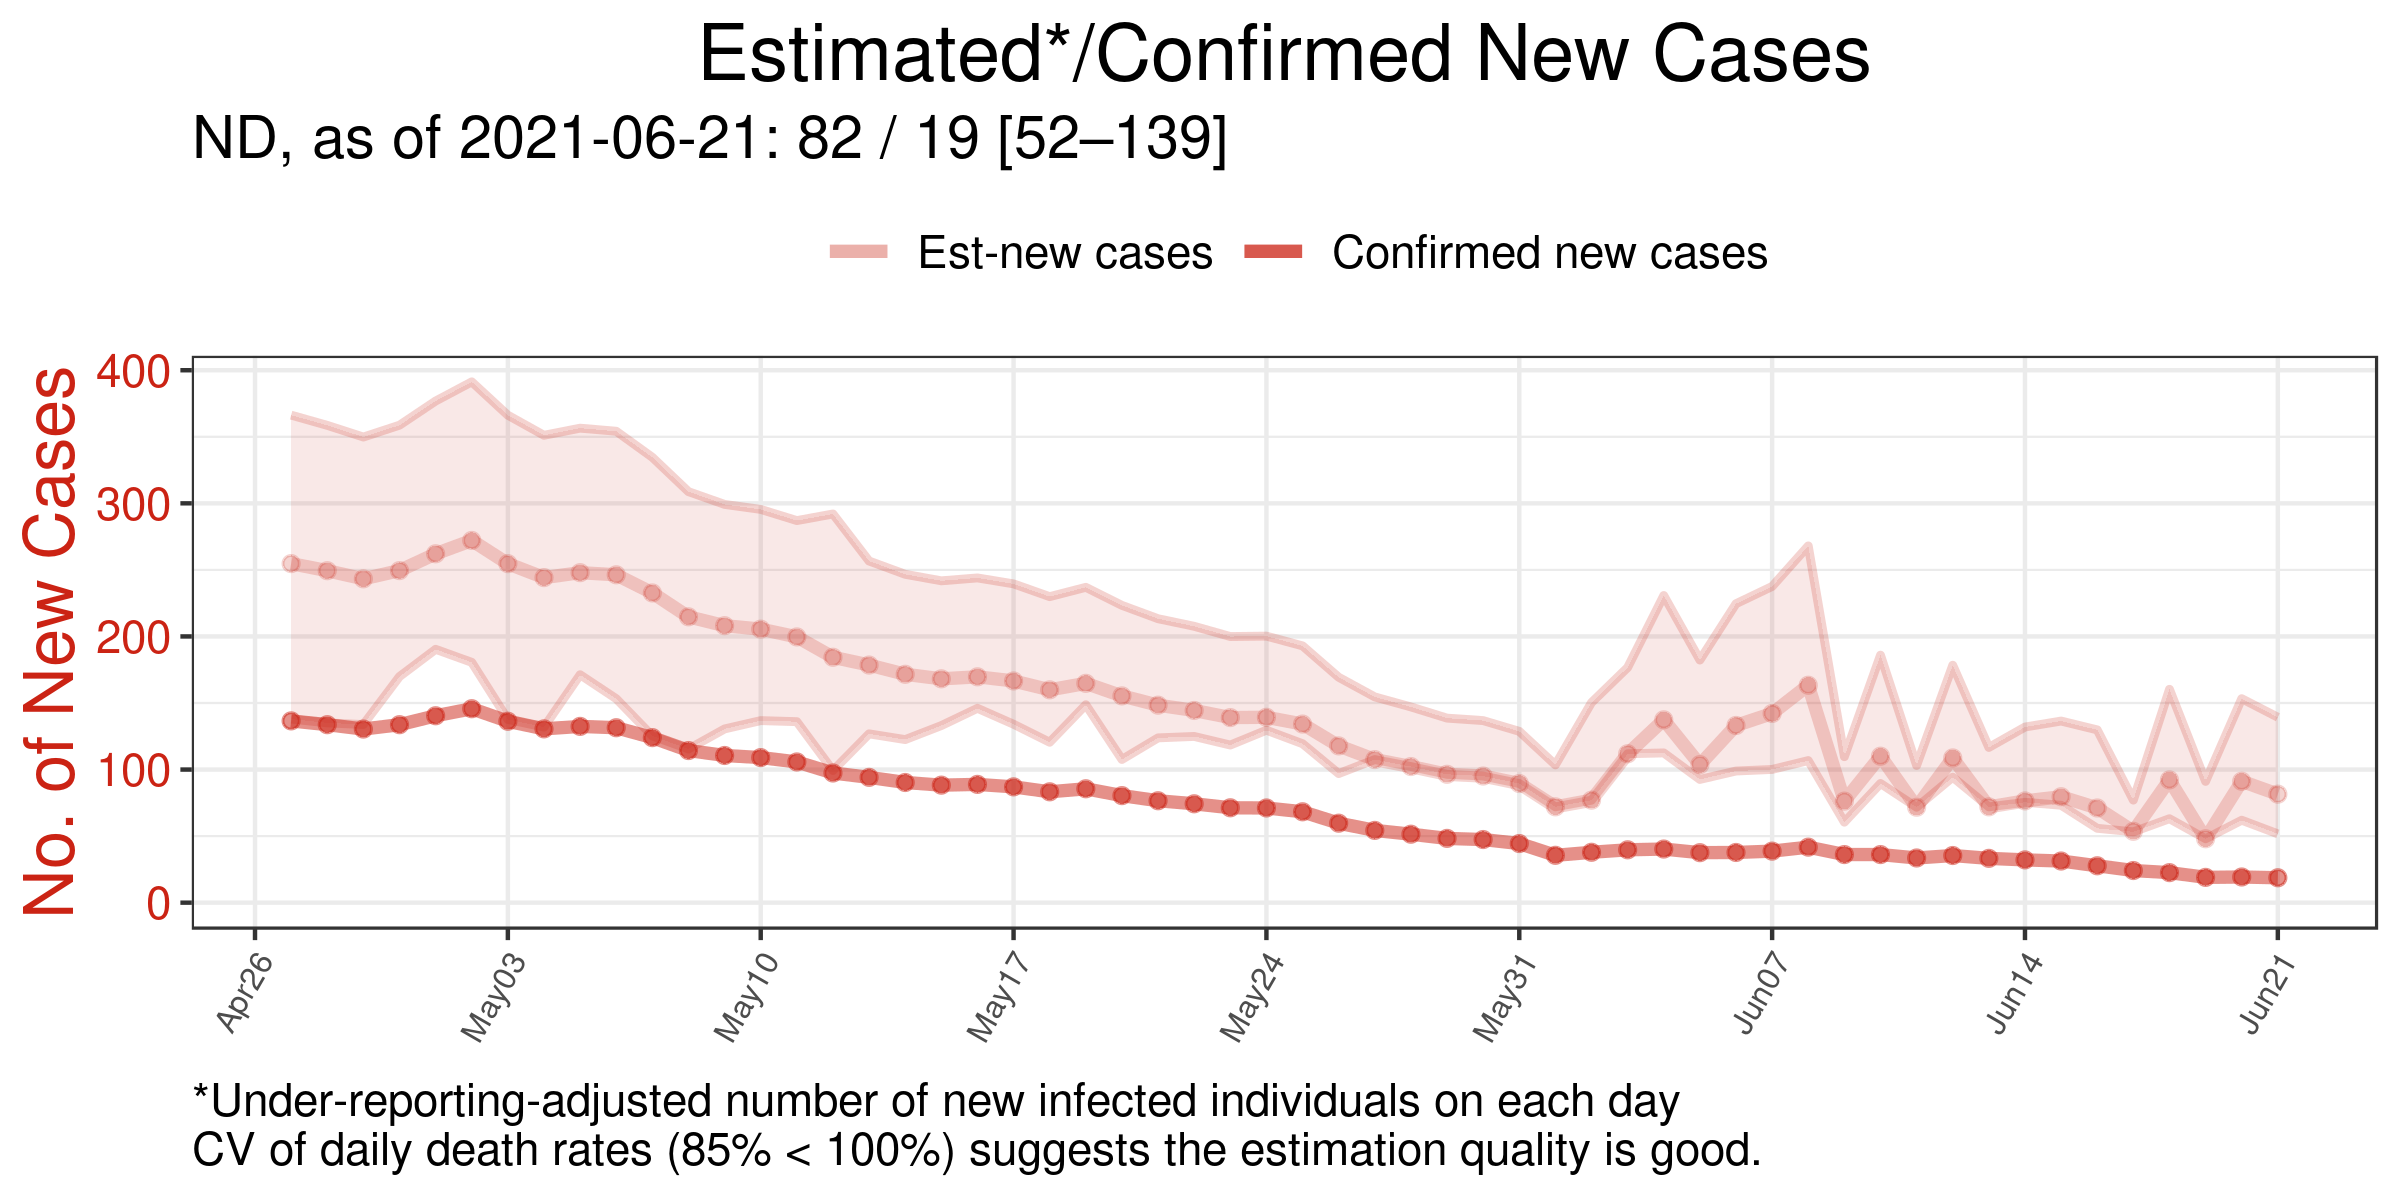 Estimated*/Confirmed New Cases
ND, as of 2021-06-21: 82 / 19 [52–139]
Est-new cases
Confirmed new cases
No. of New Cases
400
300
200
100
0
Apr26
May03
May10
May17
May24
May31
Jun07
Jun14
Jun21
*Under-reporting-adjusted number of new infected individuals on each day
CV of daily death rates (85% < 100%) suggests the estimation quality is good.